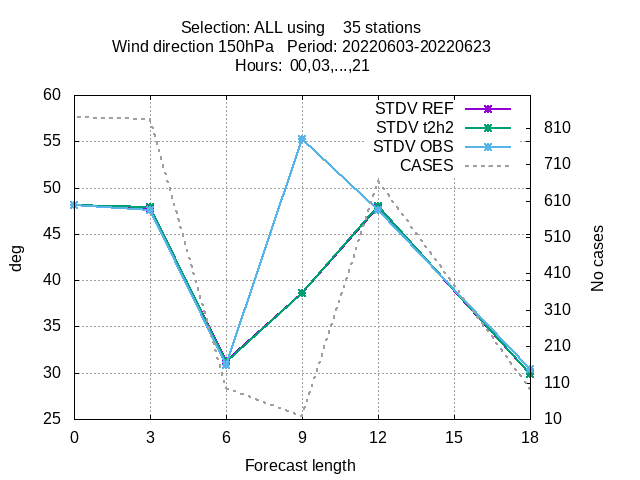 Selection: ALL using    35 stations
Wind direction 150hPa   Period: 20220603-20220623
Hours:  00,03,...,21
STDV REF
STDV t2h2
STDV OBS
CASES
deg
60
55
50
45
40
35
30
25
No cases
810
710
610
510
410
310
210
110
10
0 3 6 9 12 15 18
Forecast length